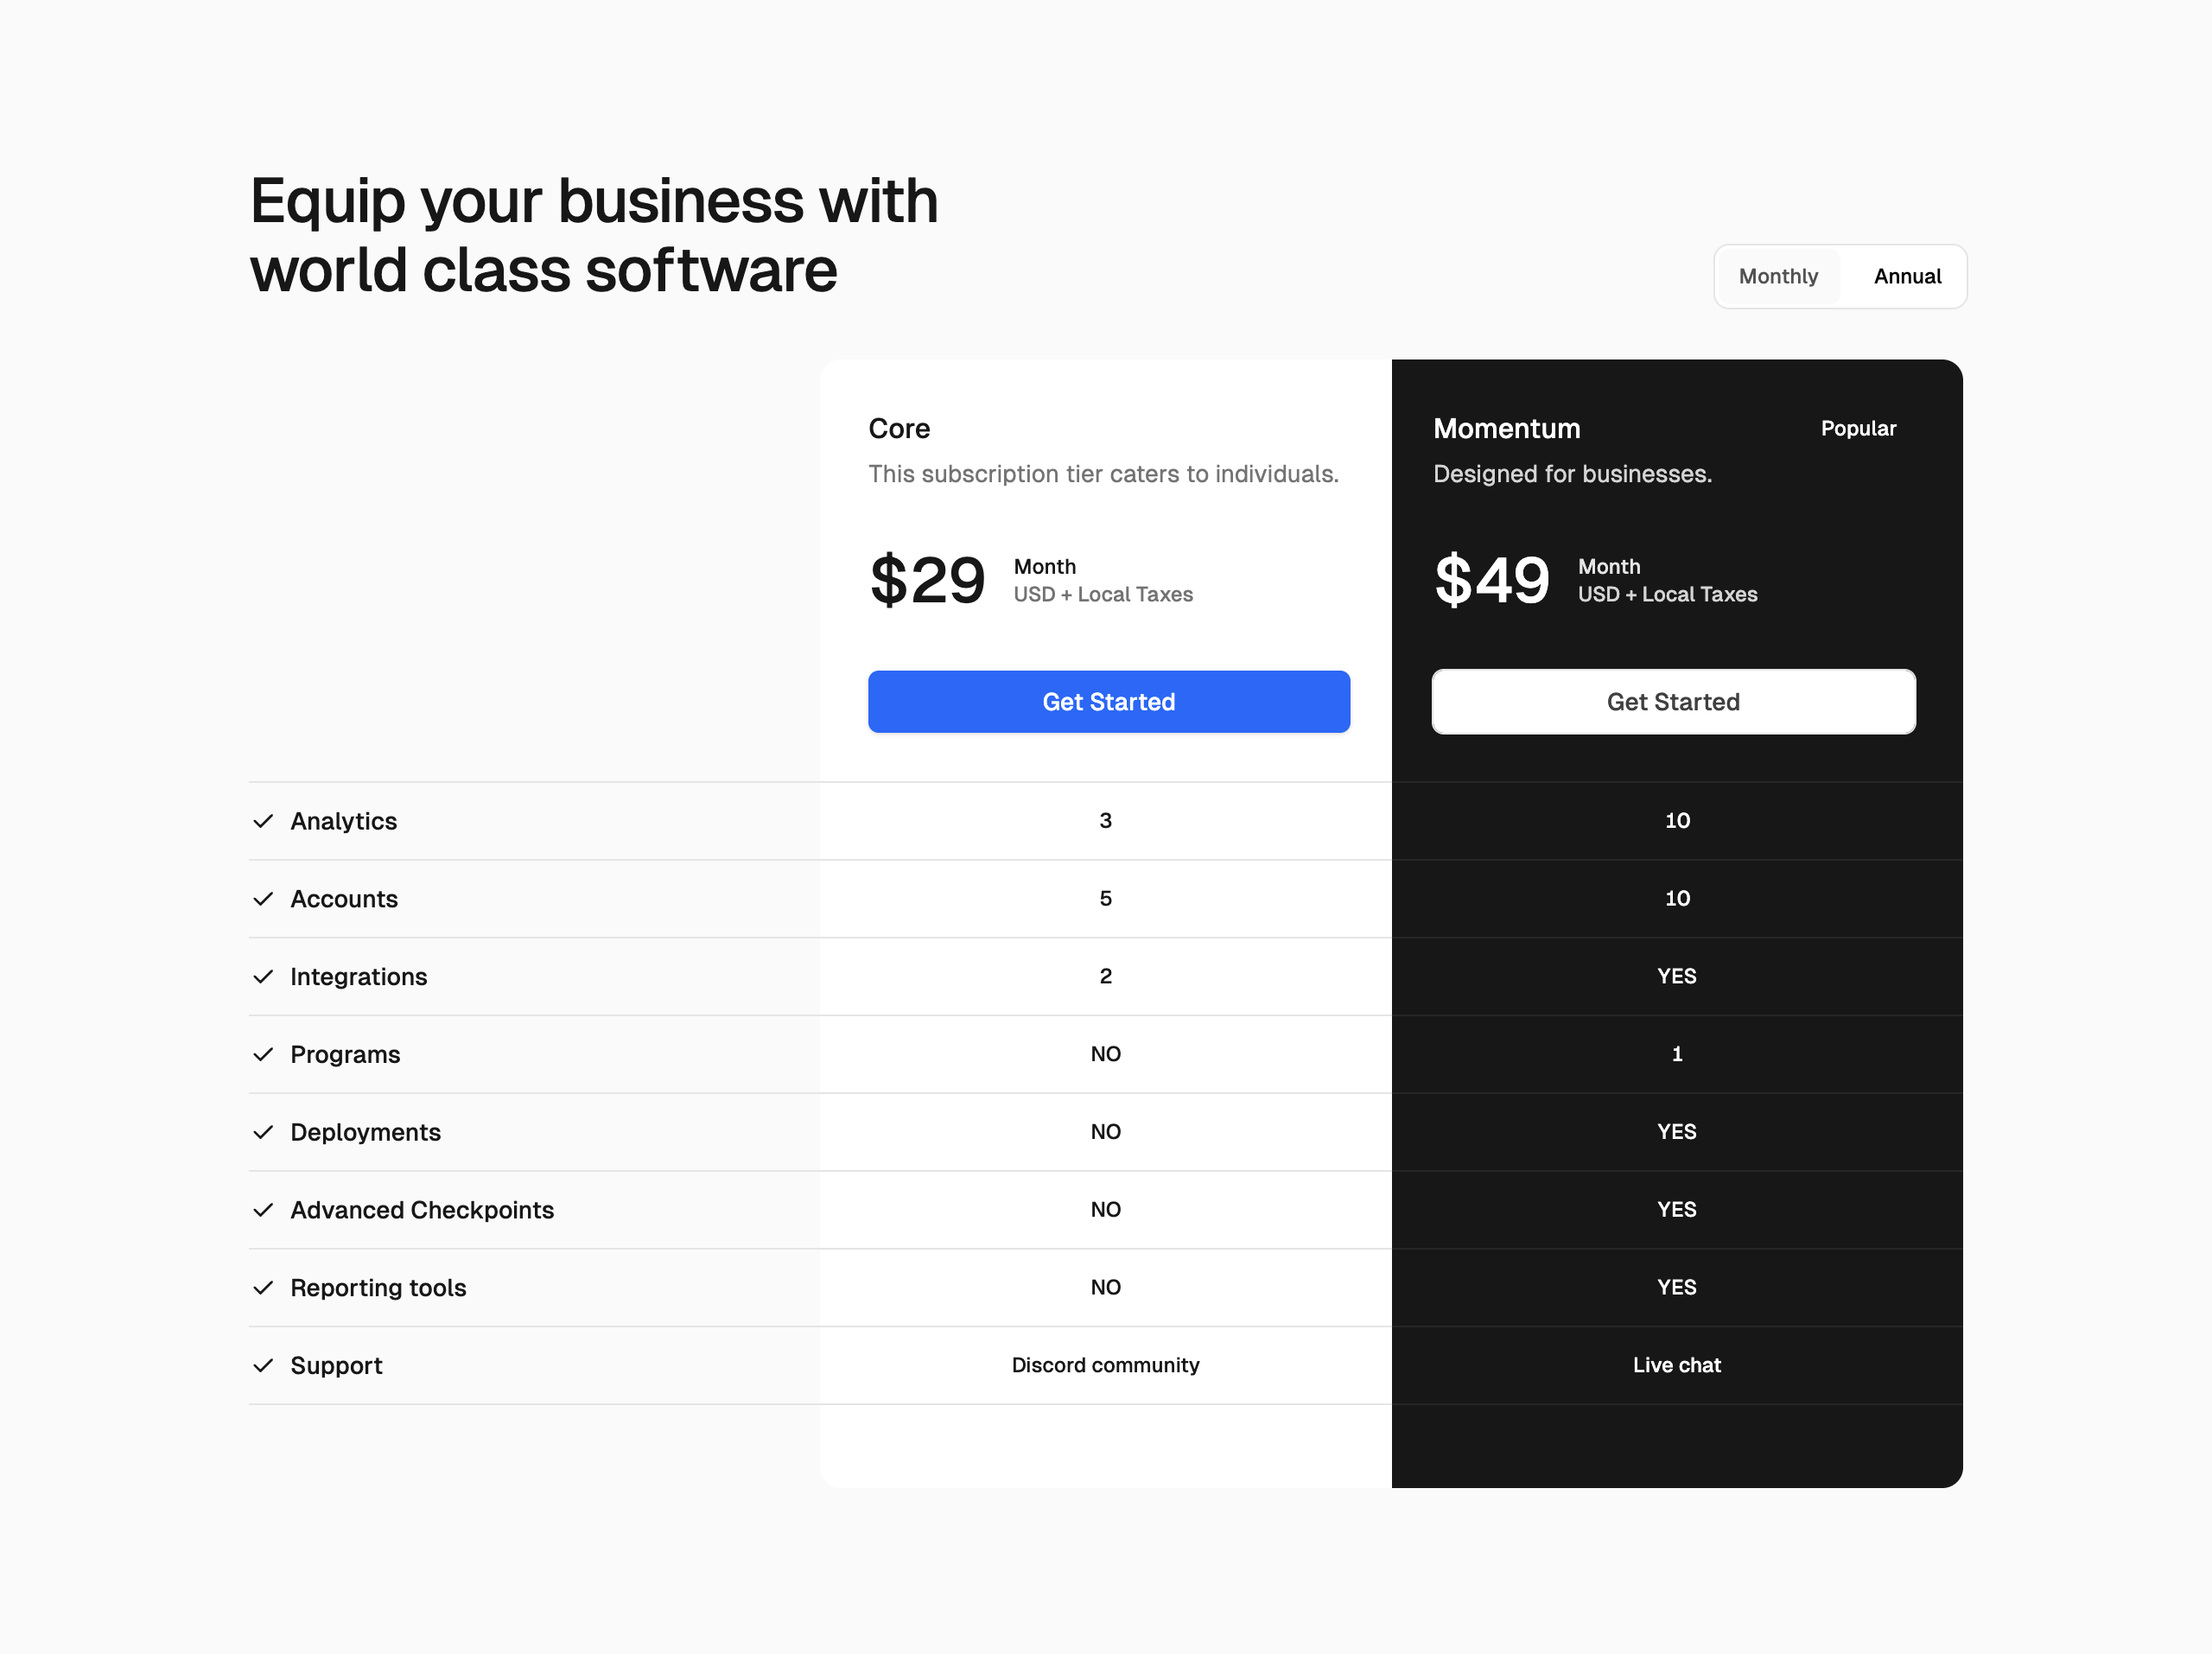 Equip your business with
world class software
Monthly Annual
Core
This subscription tier caters to individuals.
$29
Month
USD + Local Taxes
Get Started
Momentum Popular
Designed for businesses.
$49
Month
USD + Local Taxes
Get Started
Analytics 3 10
Accounts 5 10
Integrations 2 YES
Programs NO 1
Deployments NO YES
Advanced Checkpoints NO YES
Reporting tools NO YES
Support Discord community Live chat